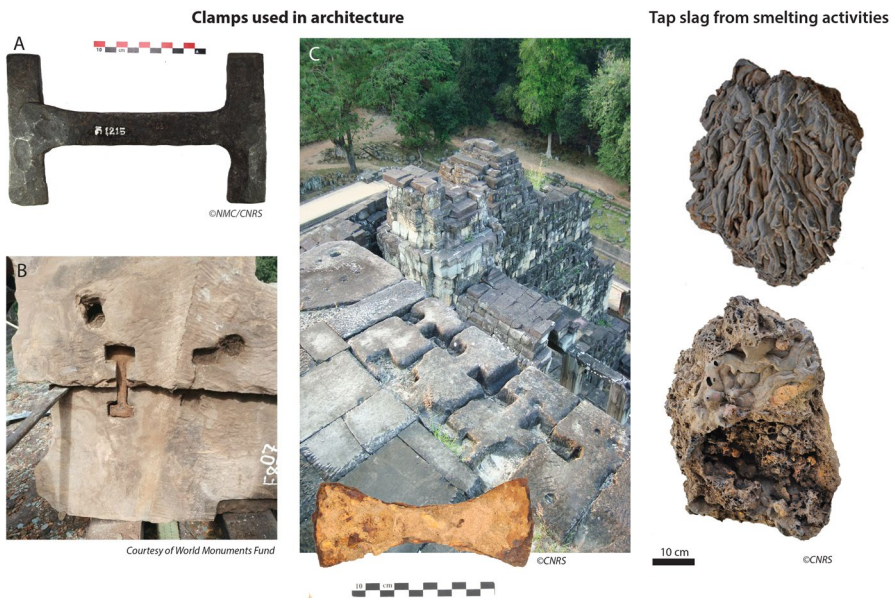 Clamps used in architecture
Tap slag from smelting activities
A
10 cm
1215
©NMC/CNRS
B
E807
Courtesy of World Monuments Fund
C
©CNRS
10 cm
10 cm
©CNRS